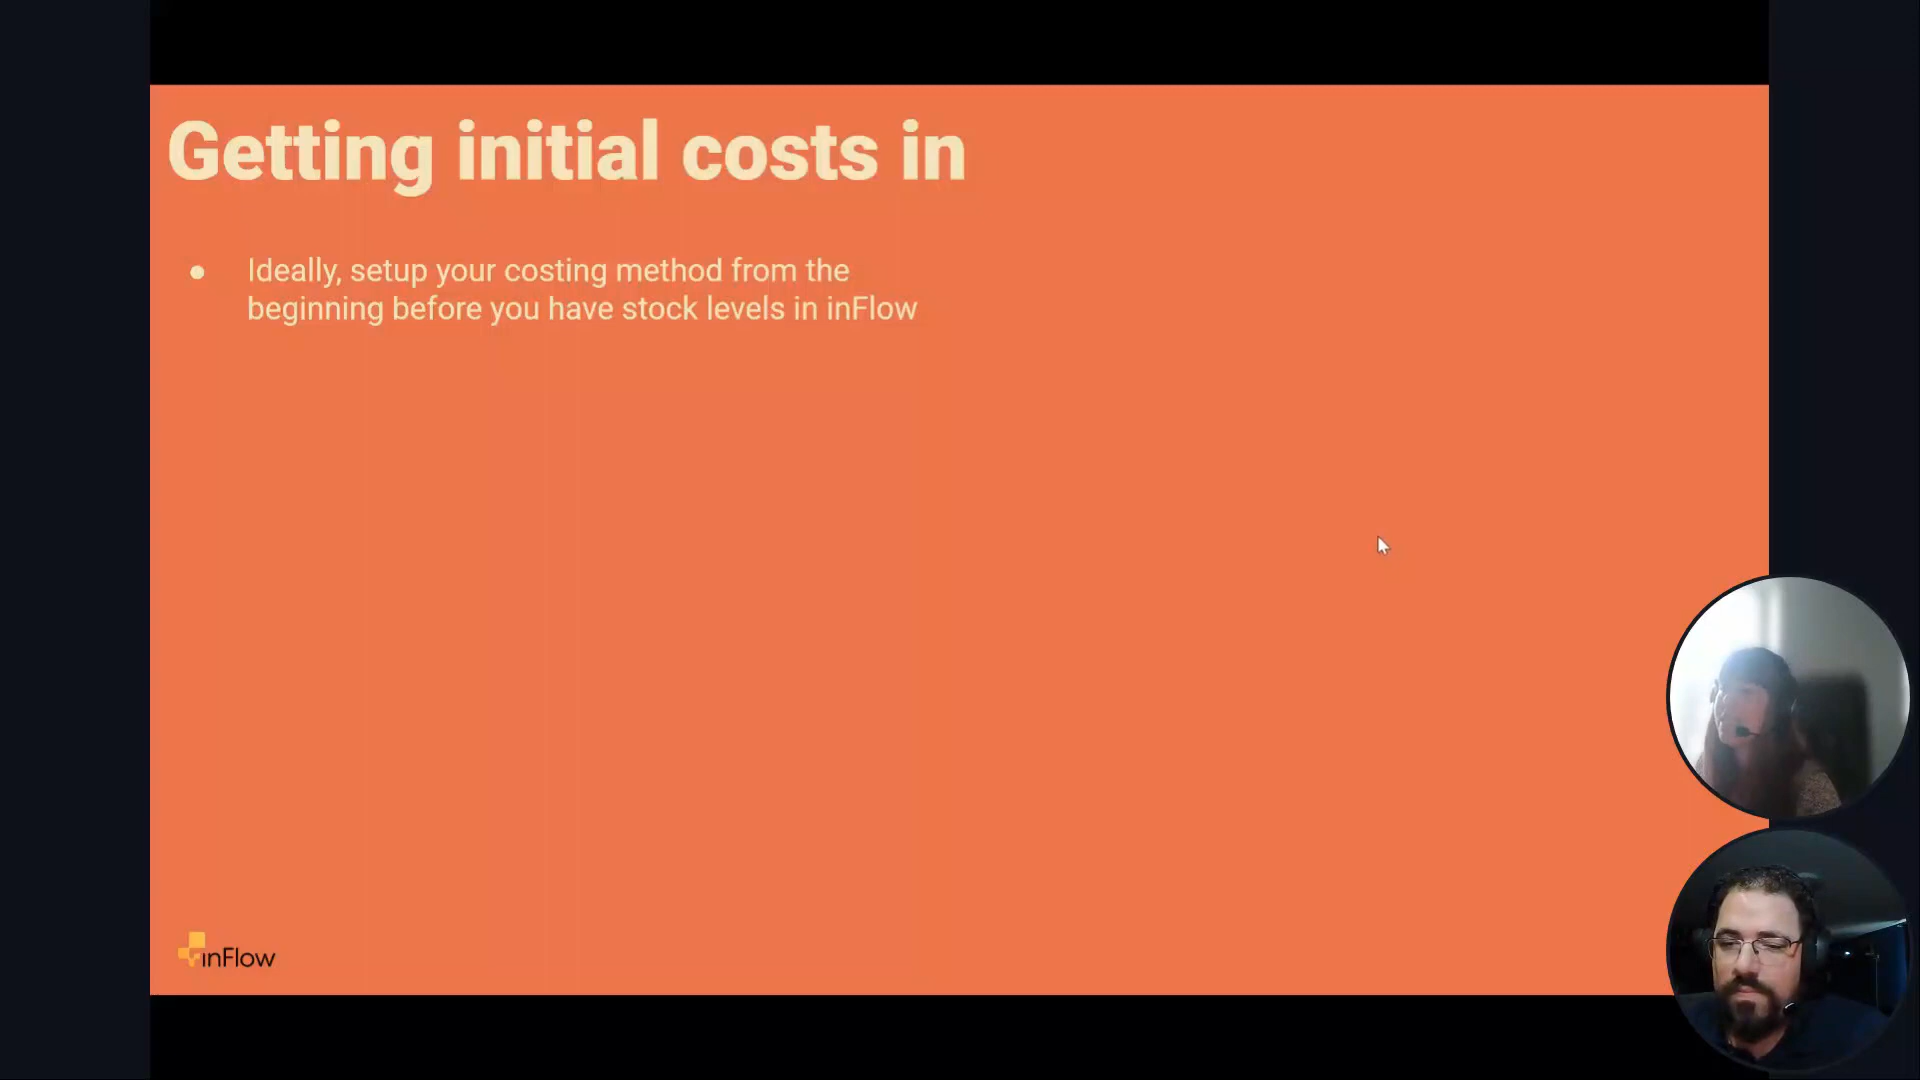 Getting initial costs in
● Ideally, setup your costing method from the
beginning before you have stock levels in inFlow
inFlow